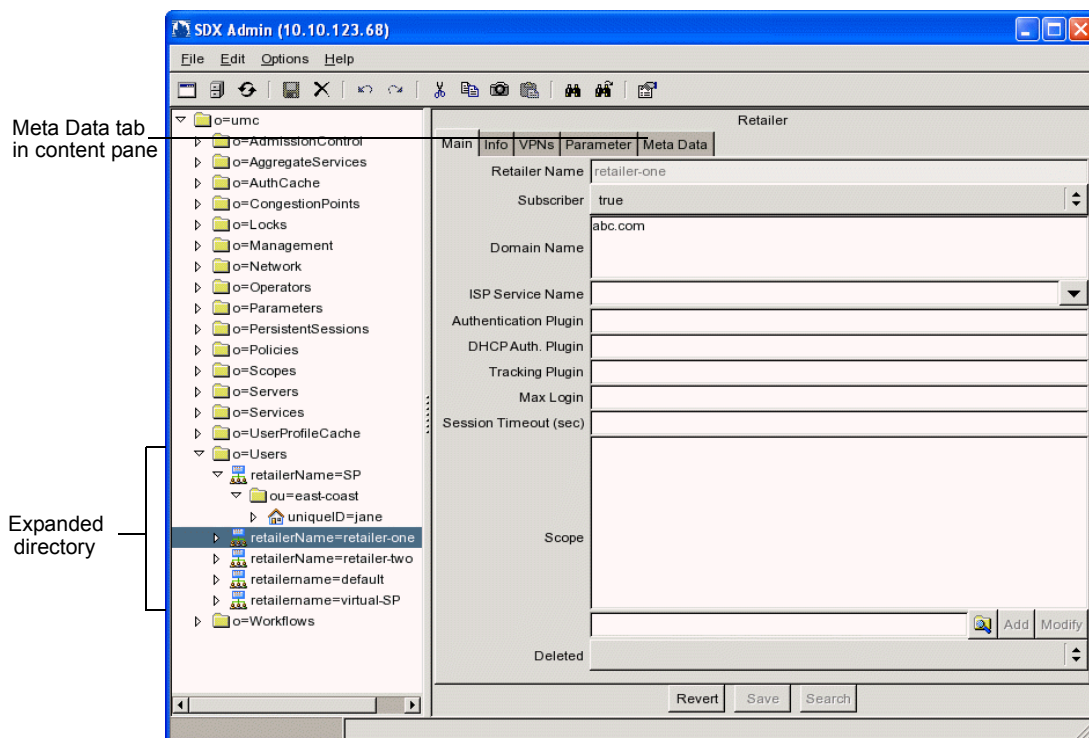 SDX Admin (10.10.123.68)
File Edit Options Help
Meta Data tab
in content pane
o=umc
o=AdmissionControl
o=AggregateServices
o=AuthCache
o=CongestionPoints
o=Locks
o=Management
o=Network
o=Operators
o=Parameters
o=PersistentSessions
o=Policies
o=Scopes
o=Servers
o=Services
o=UserProfileCache
o=Users
retailerName=SP
ou=east-coast
uniqueID=jane
retailerName=retailer-one
retailerName=retailer-two
retailername=default
retailername=virtual-SP
o=Workflows
Expanded
directory
Retailer
Main Info VPNs Parameter Meta Data
Retailer Name retailer-one
Subscriber true
Domain Name abc.com
ISP Service Name
Authentication Plugin
DHCP Auth. Plugin
Tracking Plugin
Max Login
Session Timeout (sec)
Scope
Add Modify
Deleted
Revert Save Search